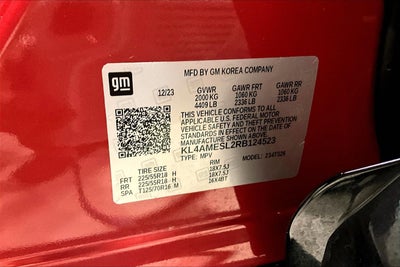 gm
MFD BY GM KOREA COMPANY
12/23 GVWR GAWR FRT GAWR RR
2000 KG 1060 KG 1060 KG
4409 LB 2336 LB 2336 LB
THIS VEHICLE CONFORMS TO ALL
APPLICABLE U.S. FEDERAL MOTOR
VEHICLE SAFETY AND THEFT PREVENTION
STANDARDS IN EFFECT ON THE DATE OF
MANUFACTURE SHOWN ABOVE.
KL4AMESL2RB124523
TYPE: MPV MODEL:
TIRE SIZE RIM
FRT 225/55R18 H 18X7.5J
RR 225/55R18 H 18X7.5J
SPA T125/70R16 M 16X4BT